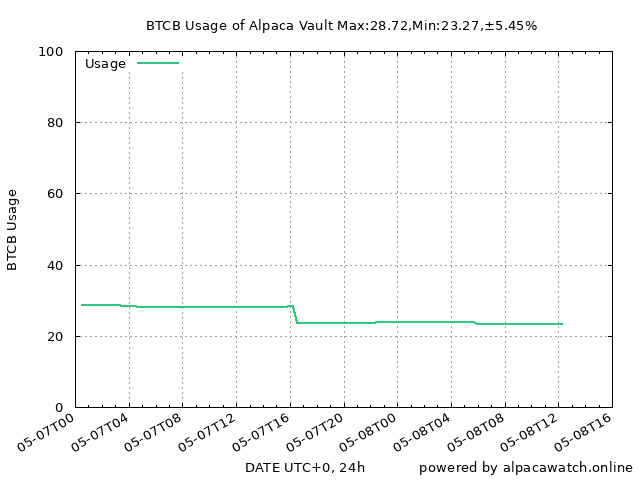 BTCB Usage of Alpaca Vault Max:28.72,Min:23.27,±5.45%
100
Usage
80
60
BTCB Usage
40
20
0
05-07T00 05-07T04 05-07T08 05-07T12 05-07T16 05-07T20 05-08T00 05-08T04 05-08T08 05-08T12 05-08T16
DATE UTC+0, 24h powered by alpacawatch.online